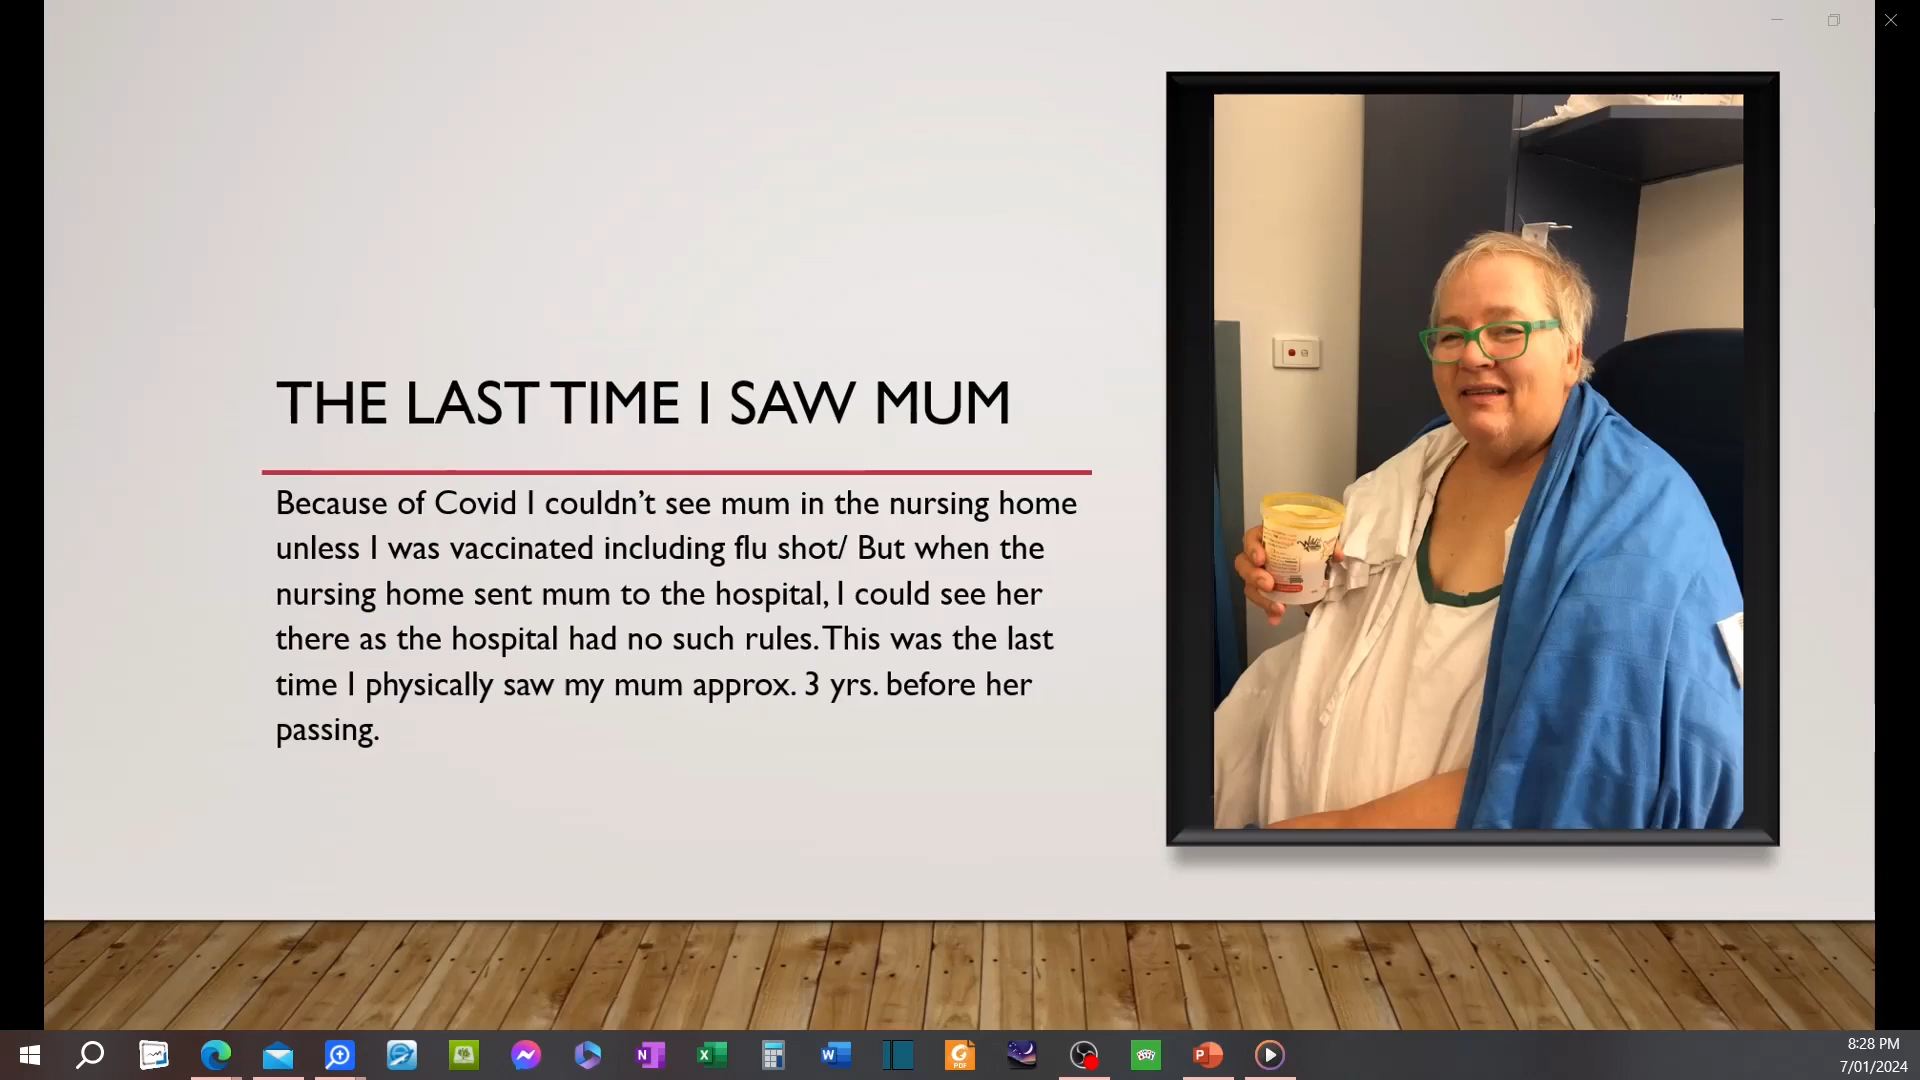 THE LAST TIME I SAW MUM
Because of Covid I couldn’t see mum in the nursing home
unless I was vaccinated including flu shot/ But when the
nursing home sent mum to the hospital, I could see her
there as the hospital had no such rules. This was the last
time I physically saw my mum approx. 3 yrs. before her
passing.
8:28 PM
7/01/2024